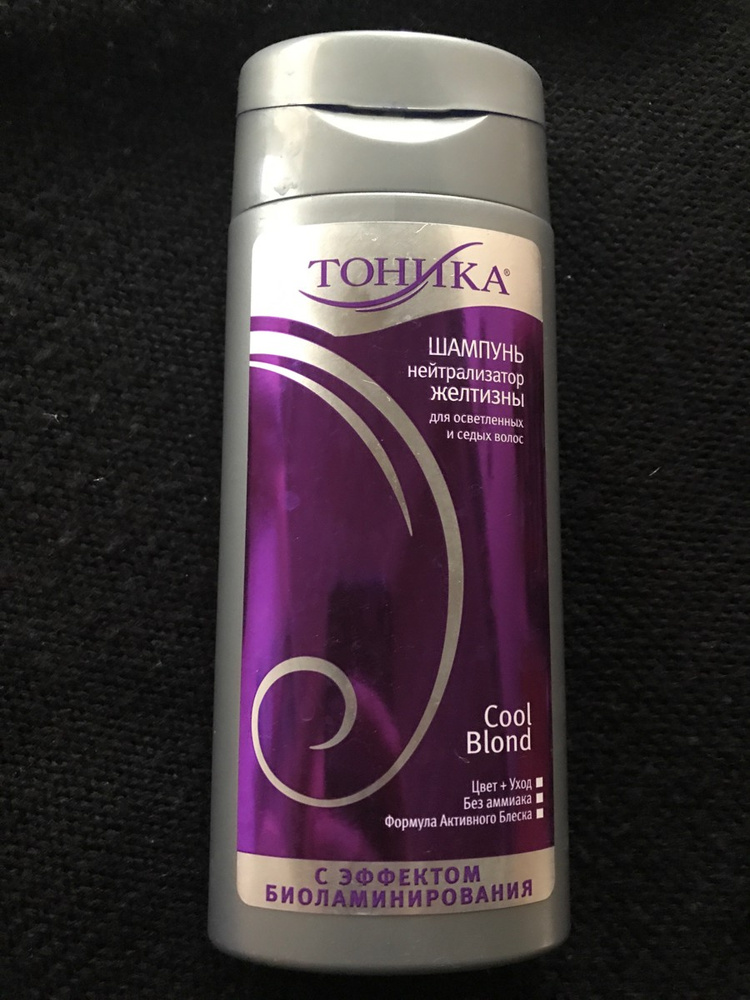 ТОНИКА®
ШАМПУНЬ
нейтрализатор
желтизны
для осветленных
и седых волос
Cool
Blond
Цвет + Уход
Без аммиака
Формула Активного Блеска
С ЭФФЕКТОМ
БИОЛАМИНИРОВАНИЯ